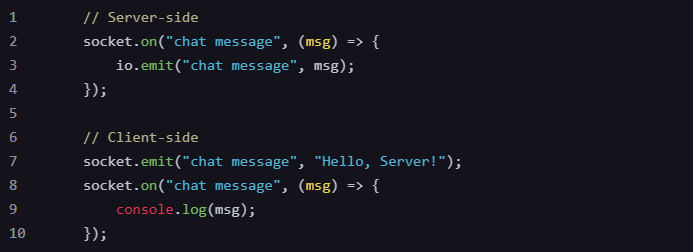 1 // Server-side
2 socket.on("chat message", (msg) => {
3 io.emit("chat message", msg);
4 });
5
6 // Client-side
7 socket.emit("chat message", "Hello, Server!");
8 socket.on("chat message", (msg) => {
9 console.log(msg);
10 });